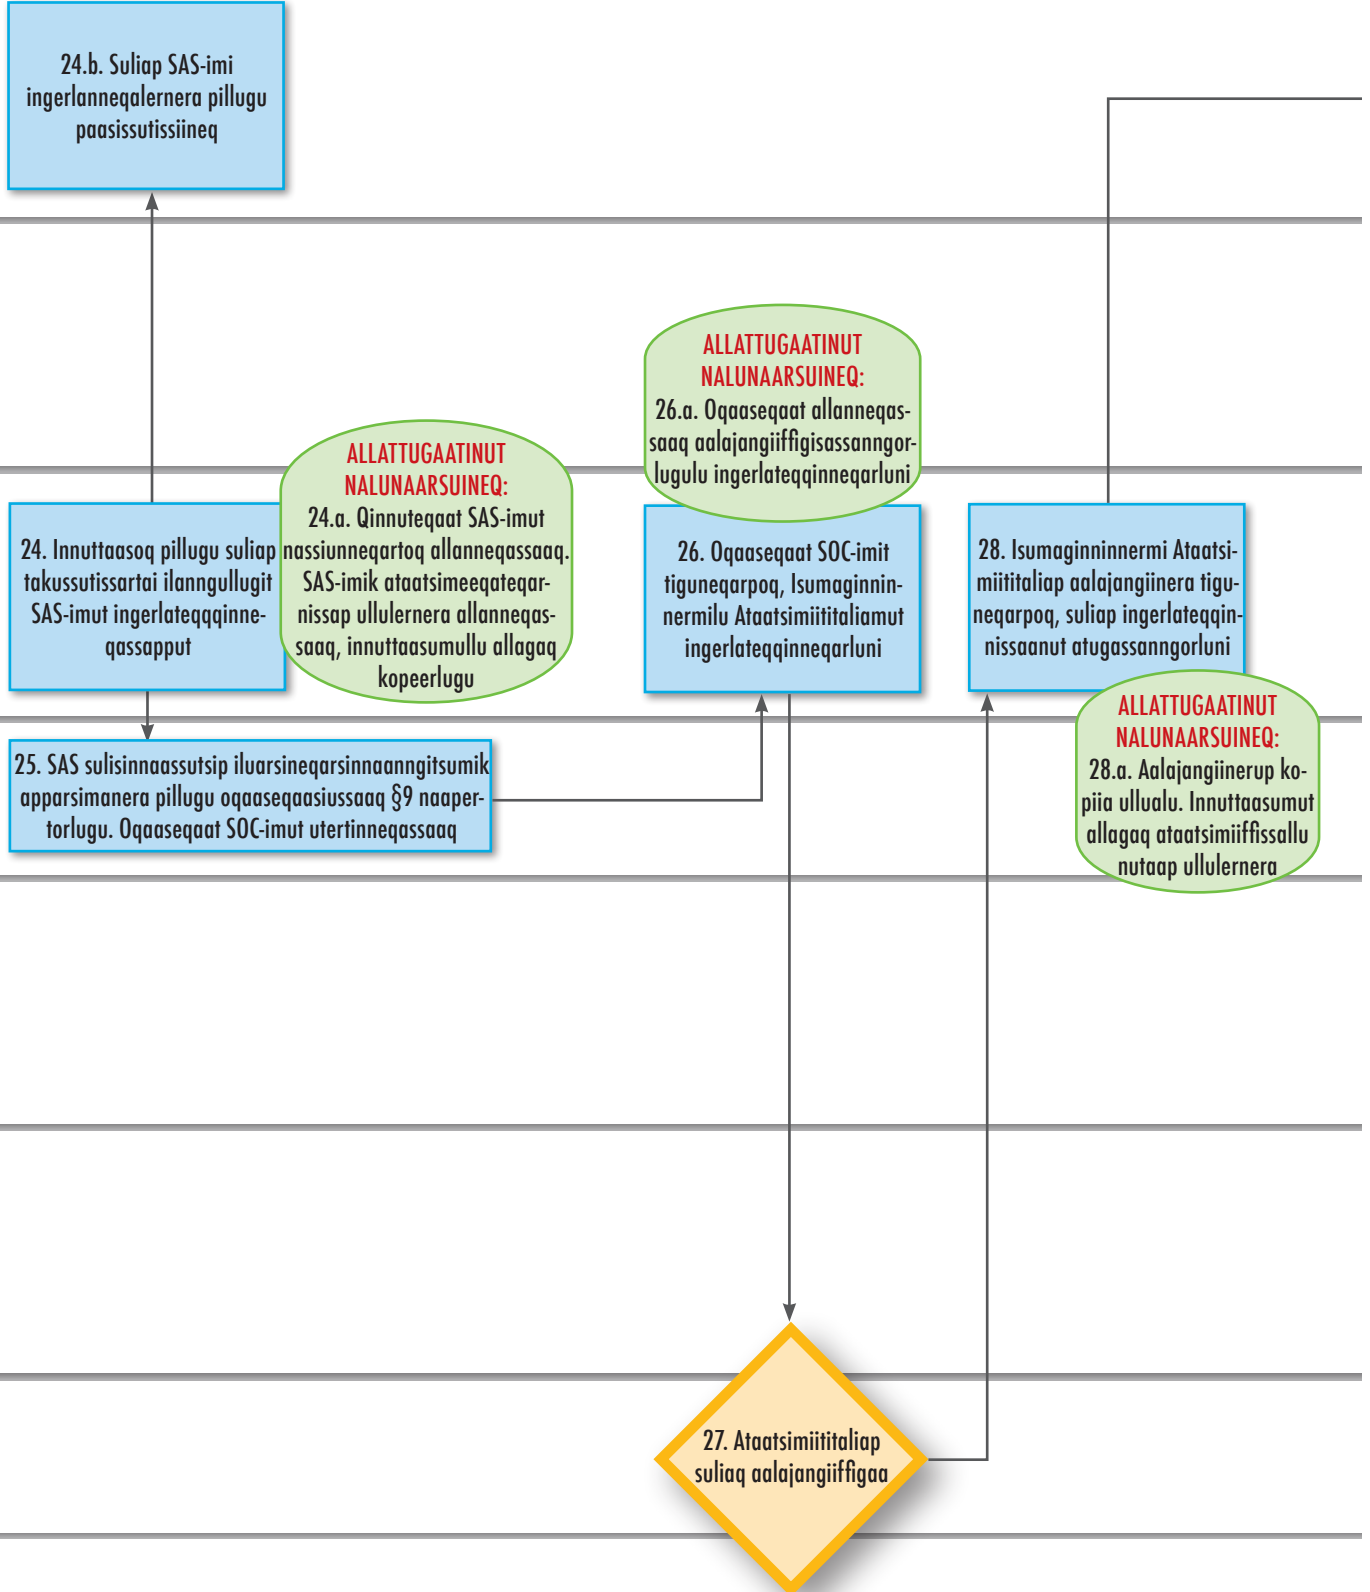 24.b. Suliap SAS-imi
ingerlanneqalernera pillugu
paasissutissiineq
ALLATTUGAATINUT
NALUNAARSUINEQ:
24.a. Qinnuteqaat SAS-imut
nassiunneqartoq allanneqassaaq.
SAS-imik ataatsimeeqateqar-
nissap ullulernera allanneqas-
saaq, innuttaasumullu allagaq
kopeerlugu
ALLATTUGAATINUT
NALUNAARSUINEQ:
26.a. Oqaaseqaat allanneqas-
saaq aalajangiiffigisassanngor-
lugulu ingerlateqqinneqarluni
24. Innuttaasoq pillugu suliap
takussutissartai ilanngullugit
SAS-imut ingerlateqqqinne-
qassapput
26. Oqaaseqaat SOC-imit
tiguneqarpoq, Isumaginnin-
nermilu Ataatsimiititaliamut
ingerlateqqinneqarluni
28. Isumaginninnermi Ataatsi-
miititaliap aalajangiinera tigu-
neqarpoq, suliap ingerlateqqin-
nissaanut atugassanngorluni
ALLATTUGAATINUT
NALUNAARSUINEQ:
28.a. Aalajangiinerup ko-
piia ullualu. Innuttaasumut
allagaq ataatsimiiffissallu
nutaap ullulernera
25. SAS sulisinnaassutsip iluarsineqarsinnaanngitsumik
apparsimanera pillugu oqaaseqaasiussaaq §9 naaper-
torlugu. Oqaaseqaat SOC-imut utertinneqassaaq
27. Ataatsimiititaliap
suliaq aalajangiiffigaa